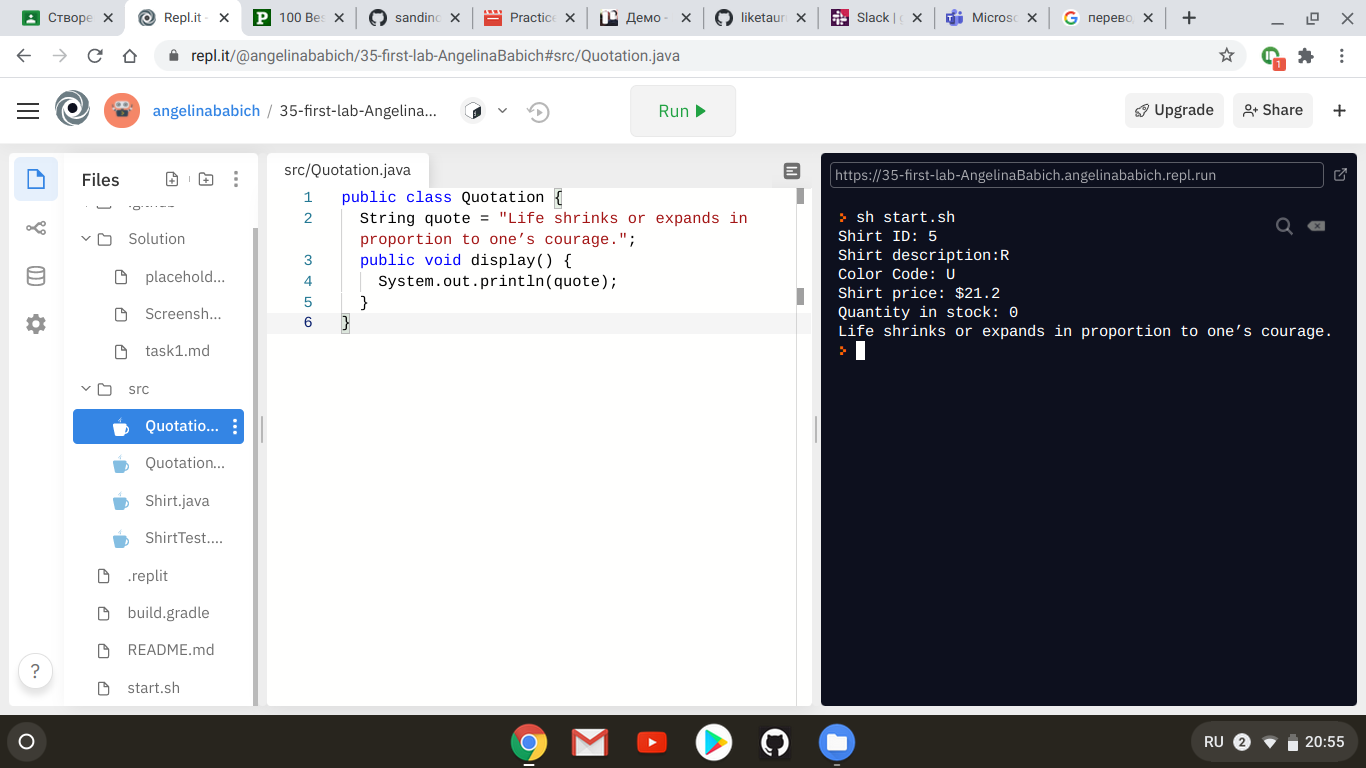 Створе
Repl.it -
100 Bes
sandino
Practice
Демо -
liketaur
Slack | g
Micros
перево
repl.it/@angelinababich/35-first-lab-AngelinaBabich#src/Quotation.java
1
angelinababich / 35-first-lab-Angelina...
Run
Upgrade
Share
Files
src/Quotation.java
.github
Solution
placehold...
Screensh...
task1.md
src
Quotatio...
Quotation...
Shirt.java
ShirtTest....
.replit
build.gradle
README.md
start.sh
?
1 public class Quotation {
2 String quote = "Life shrinks or expands in
proportion to one’s courage.";
3 public void display() {
4 System.out.println(quote);
5 }
6 }
https://35-first-lab-AngelinaBabich.angelinababich.repl.run
sh start.sh
Shirt ID: 5
Shirt description:R
Color Code: U
Shirt price: $21.2
Quantity in stock: 0
Life shrinks or expands in proportion to one’s courage.
RU 2 20:55